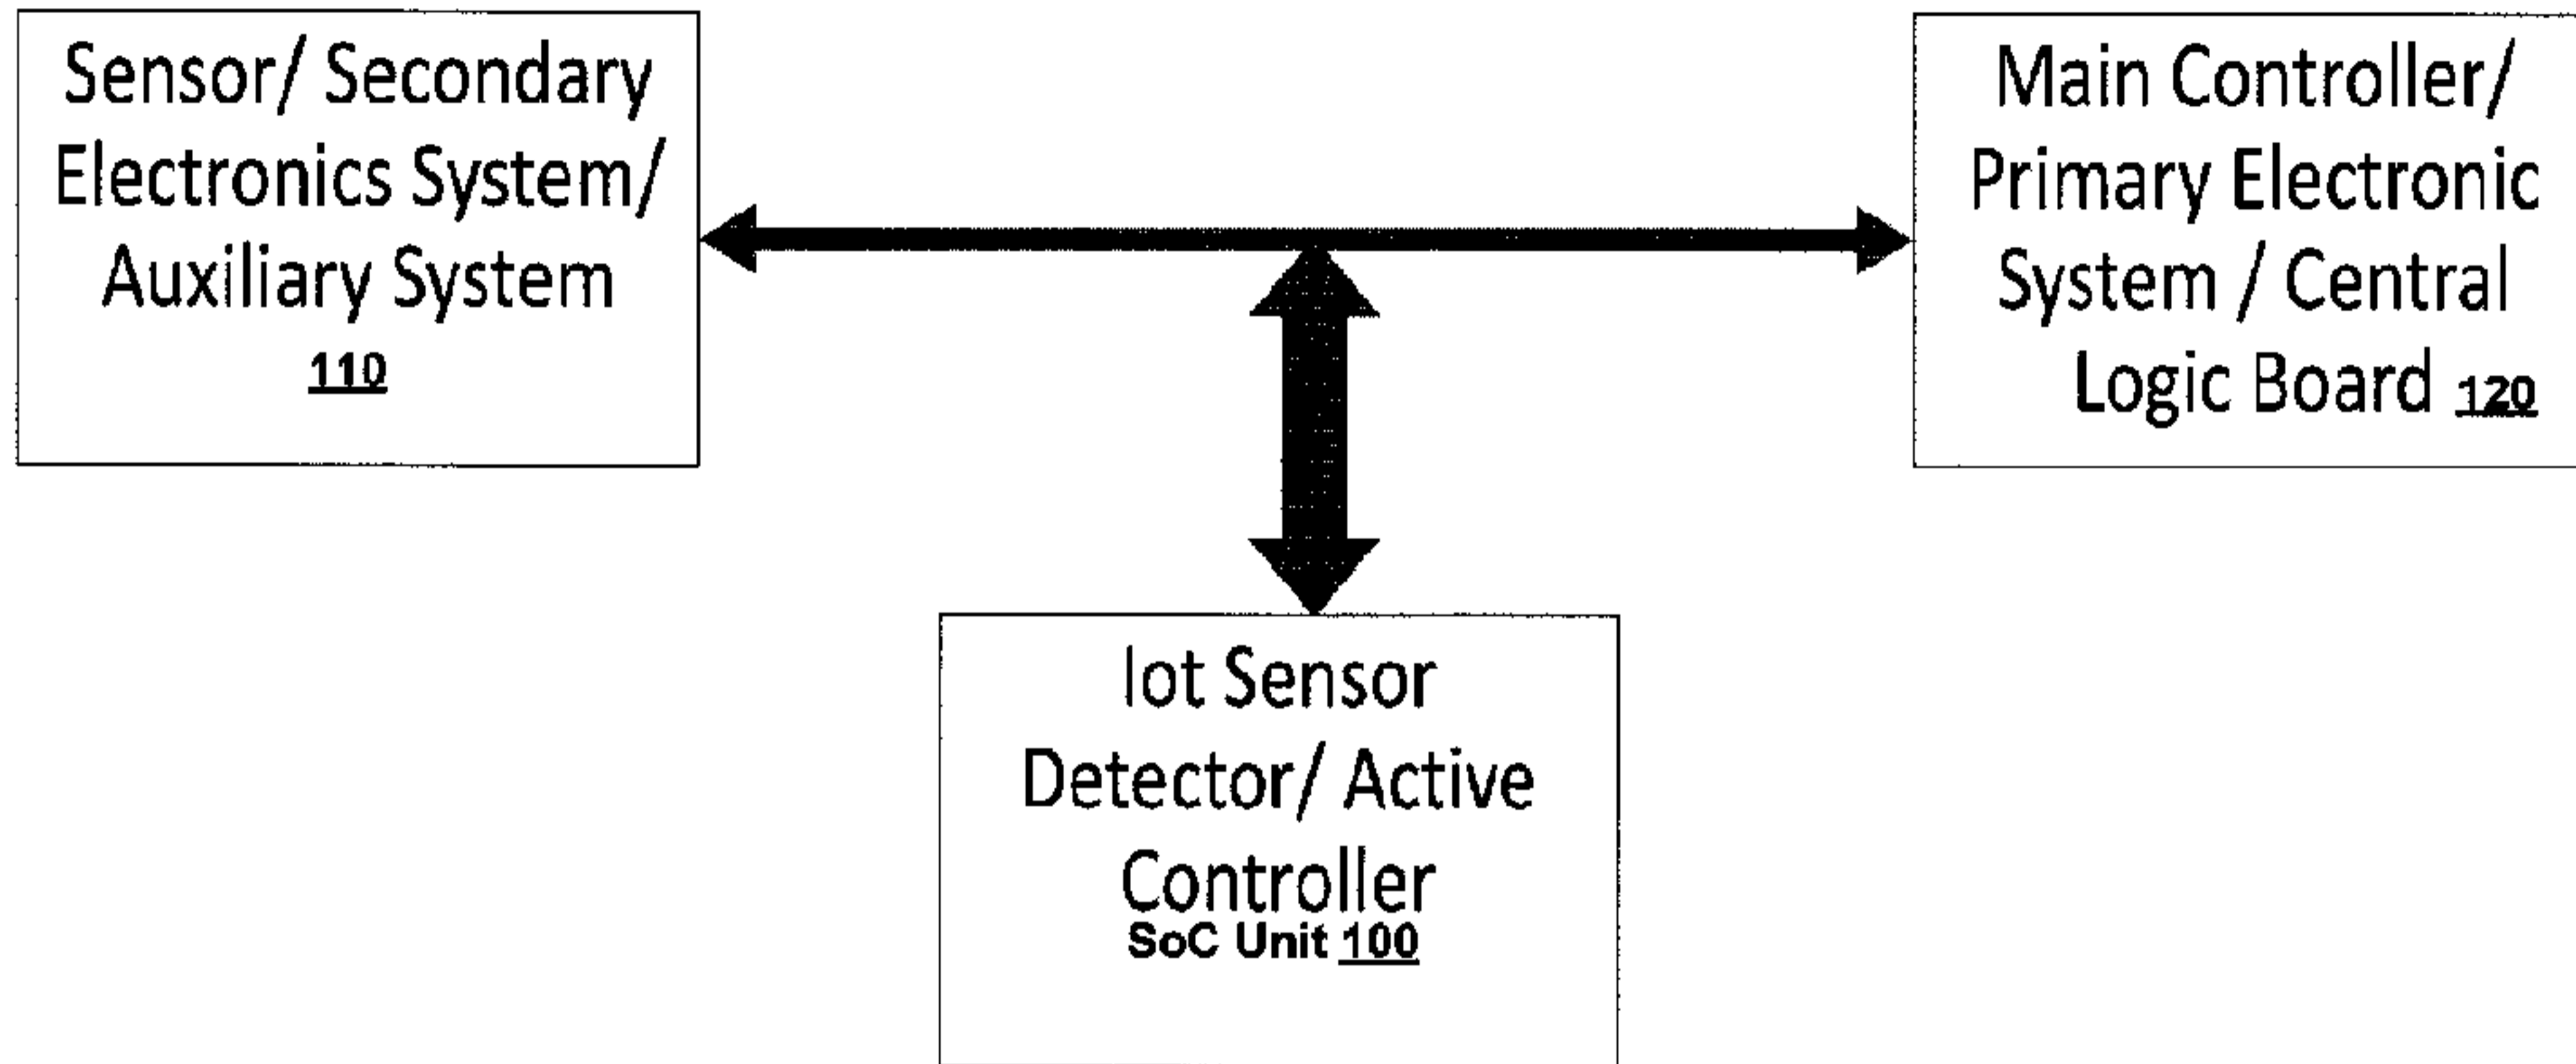 Sensor/ Secondary
Electronics System/
Auxiliary System
110
Main Controller/
Primary Electronic
System / Central
Logic Board 120
Iot Sensor
Detector/ Active
Controller
SoC Unit 100